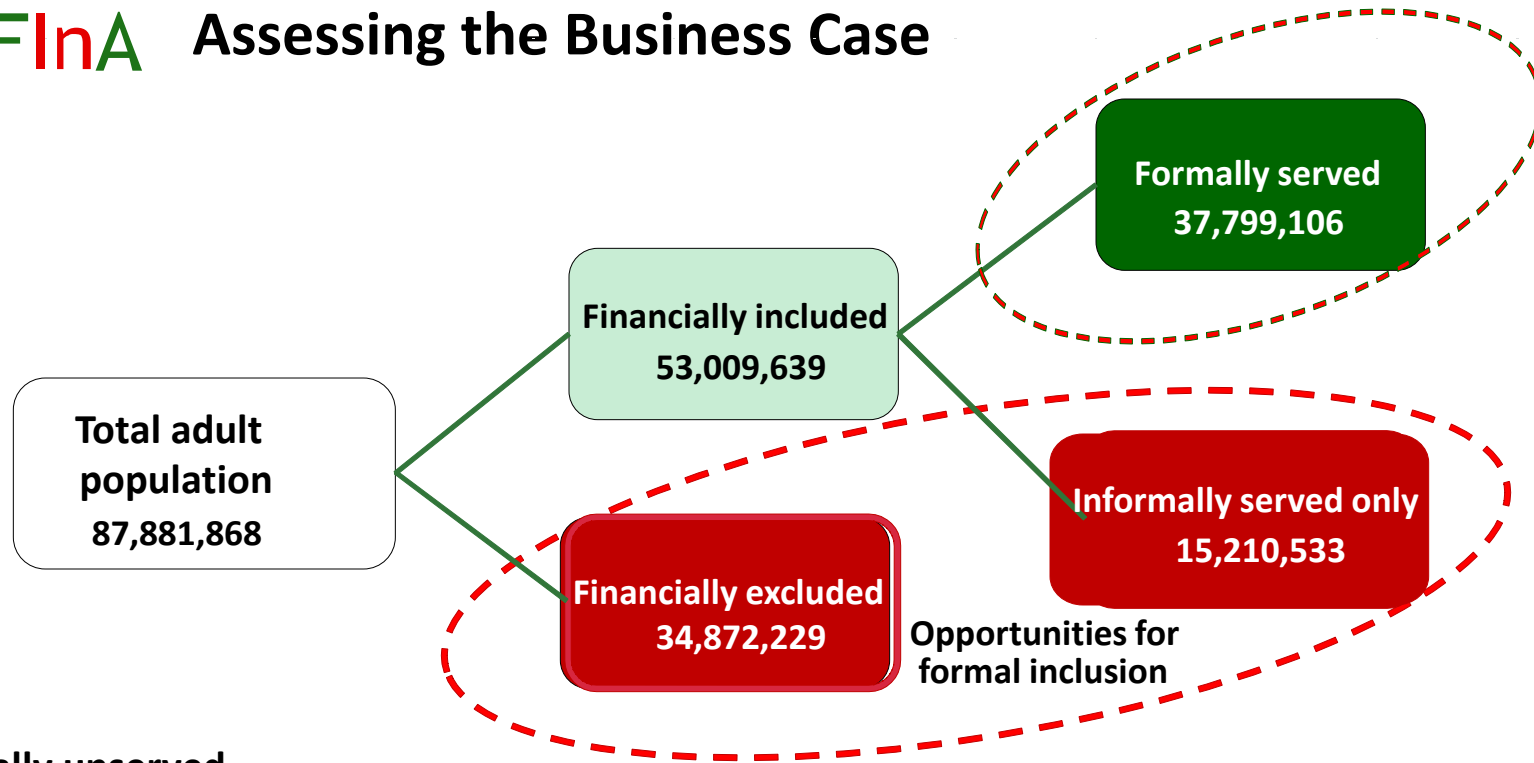 FInA Assessing the Business Case
Formally served
37,799,106
Financially included
53,009,639
Total adult
population
87,881,868
Informally served only
15,210,533
Financially excluded
34,872,229
Opportunities for
formal inclusion
unserved